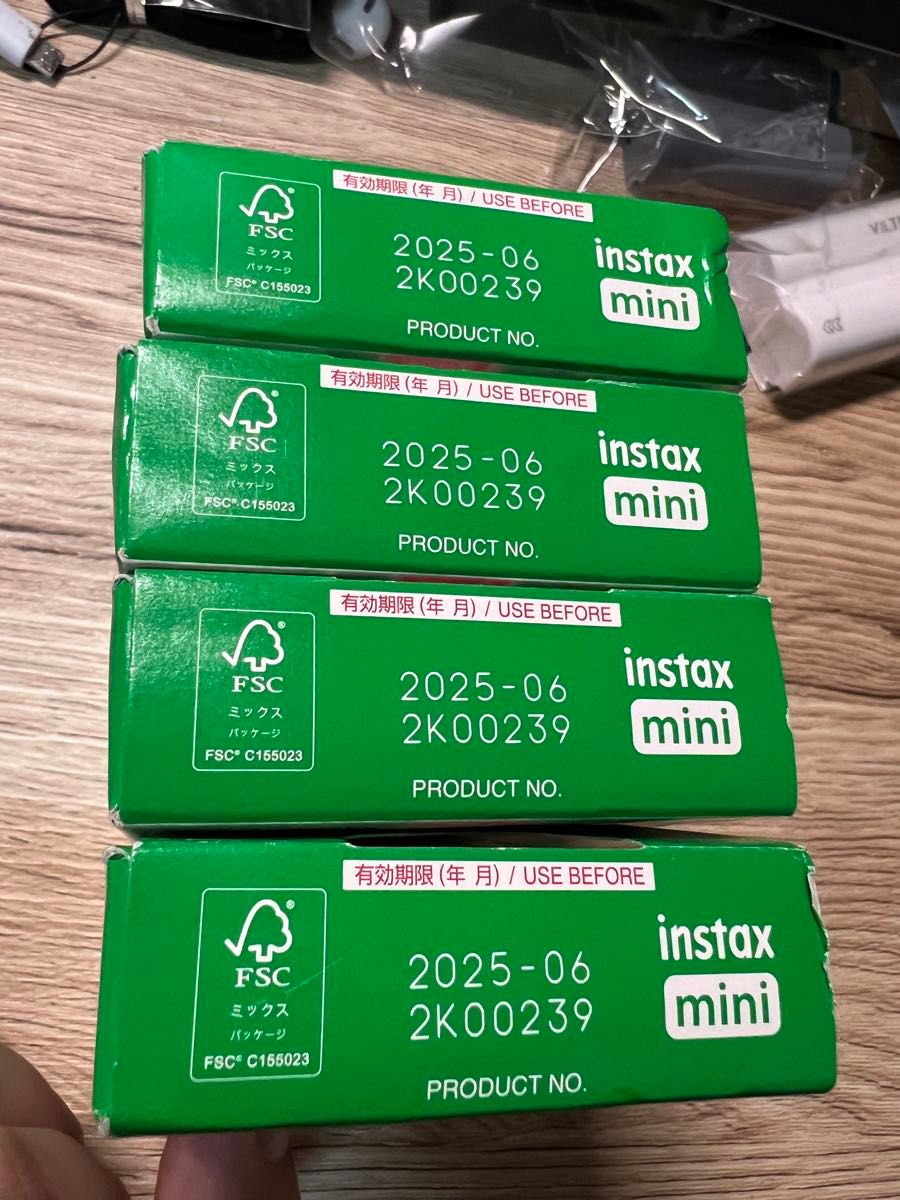 有効期限(年 月) / USE BEFORE
FSC®
ミックス
パッケージ
FSC® C155023
2025-06
2K00239
PRODUCT NO.
instax
mini
有効期限(年 月) / USE BEFORE
FSC®
ミックス
パッケージ
FSC® C155023
2025-06
2K00239
PRODUCT NO.
instax
mini
有効期限(年 月) / USE BEFORE
FSC®
ミックス
パッケージ
FSC® C155023
2025-06
2K00239
PRODUCT NO.
instax
mini
有効期限(年 月) / USE BEFORE
FSC®
ミックス
パッケージ
FSC® C155023
2025-06
2K00239
PRODUCT NO.
instax
mini